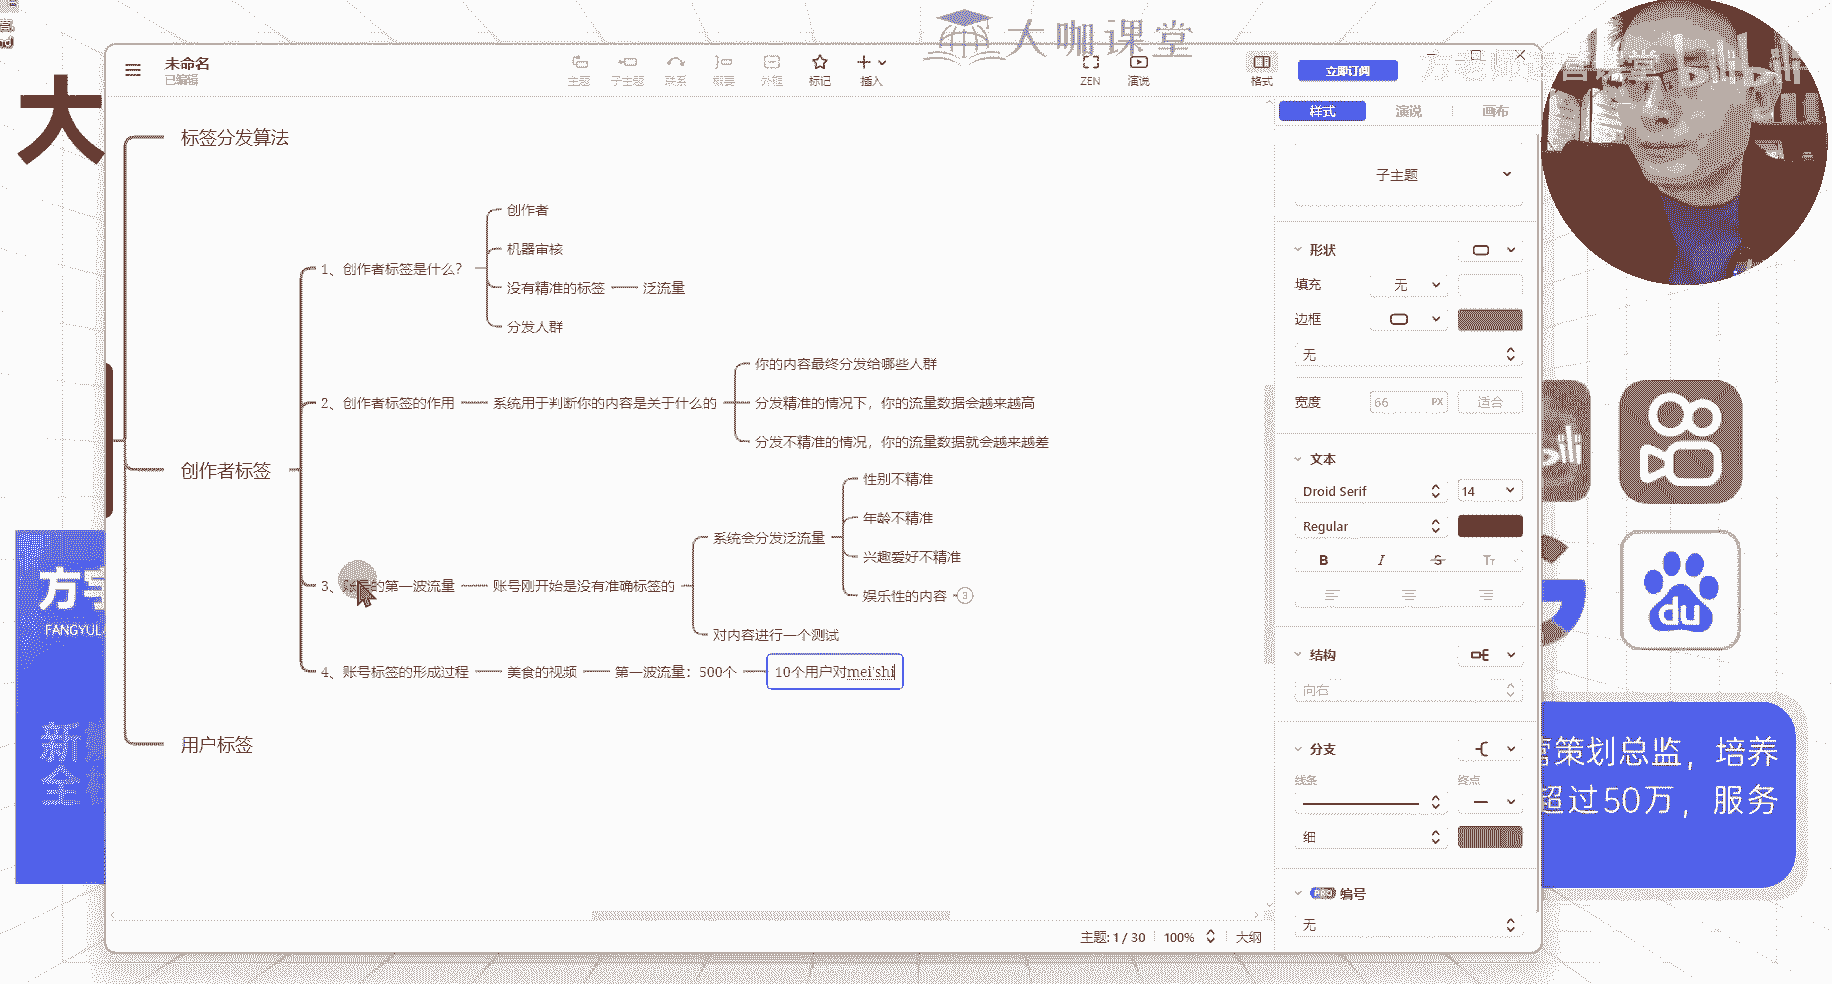 大咖课堂
大
未命名
已编辑
主题
子主题
联系
概要
外框
标记
插入
ZEN
演说
格式
立即订阅
bilibili
样式
演说
画布
标签分发算法
创作者
机器审核
1、创作者标签是什么？
没有精准的标签
泛流量
分发人群
你的内容最终分发给哪些人群
2、创作者标签的作用
系统用于判断你的内容是关于什么的
分发精准的情况下，你的流量数据会越来越高
分发不精准的情况，你的流量数据就会越来越差
创作者标签
性别不精准
年龄不精准
系统会分发泛流量
兴趣爱好不精准
3、
的第一波流量
账号刚开始是没有准确标签的
娱乐性的内容
3
对内容进行一个测试
4、账号标签的形成过程
美食的视频
第一波流量：500个
10个用户对mei'shi
用户标签
子主题
形状
填充
无
边框
无
宽度
66
PX
适合
文本
Droid Serif
14
Regular
B
I
S
Tт
结构
向右
分支
线条
终点
细
PRO
编号
无
主题: 1 / 30
100%
大纲
方
FANGYUL
新
全
du
策划总监，培养
超过50万，服务